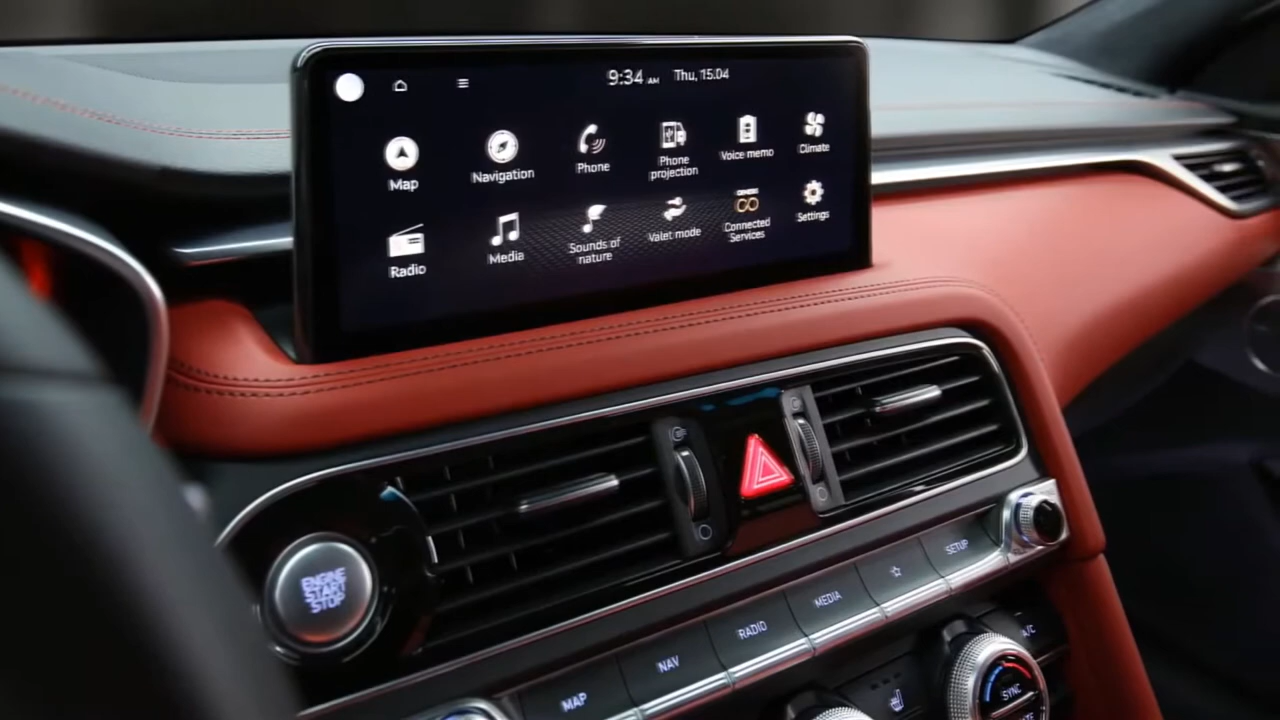 9:34 AM Thu, 15.04
Map
Navigation
Phone
Phone
projection
Voice memo
Climate
Radio
Media
Sounds of
nature
Valet mode
GENESIS
Connected
Services
Settings
ENGINE
START
STOP
MAP
NAV
RADIO
MEDIA
☆
SETUP
A/C
SYNC